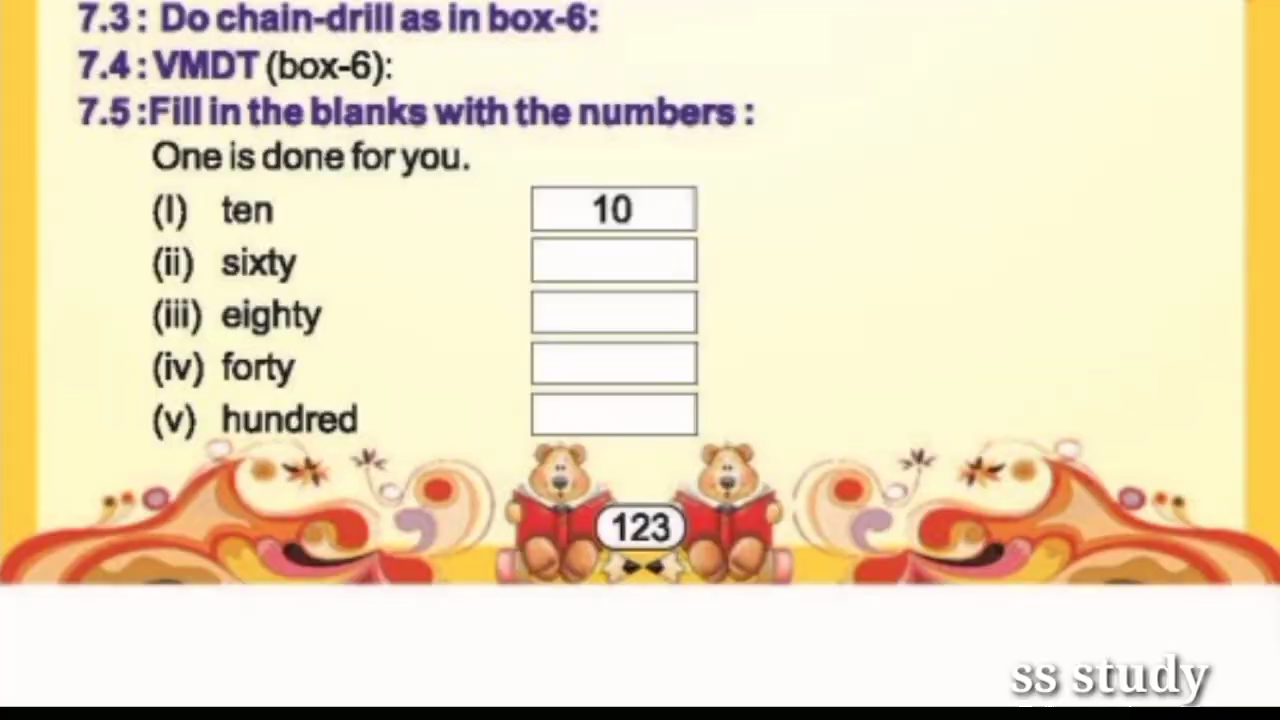 7.3 : Do chain-drill as in box-6:
7.4 : VMDT (box-6):
7.5 :Fill in the blanks with the numbers :
One is done for you.
(I) ten 10
(ii) sixty
(iii) eighty
(iv) forty
(v) hundred
123
ss study